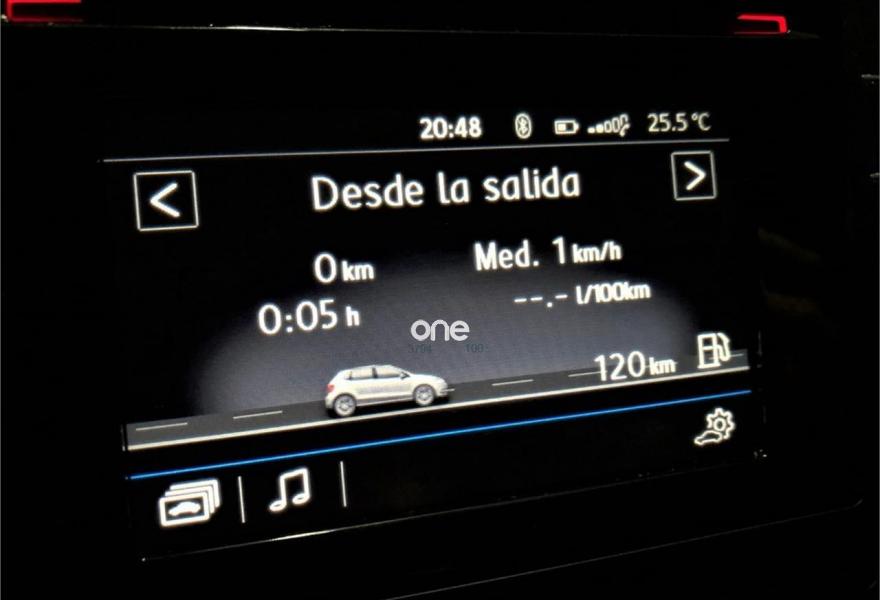 20:48 25.5°C
Desde la salida
0 km Med. 1 km/h
0:05 h --.- l/100km
one
120 km